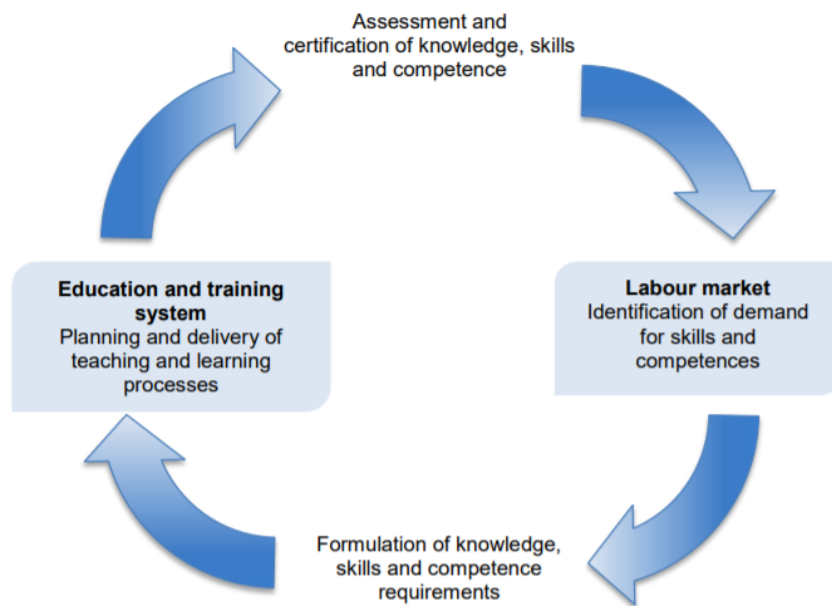 Assessment and
certification of knowledge, skills
and competence
Education and training
system
Planning and delivery of
teaching and learning
processes
Labour market
Identification of demand
for skills and
competences
Formulation of knowledge,
skills and competence
requirements